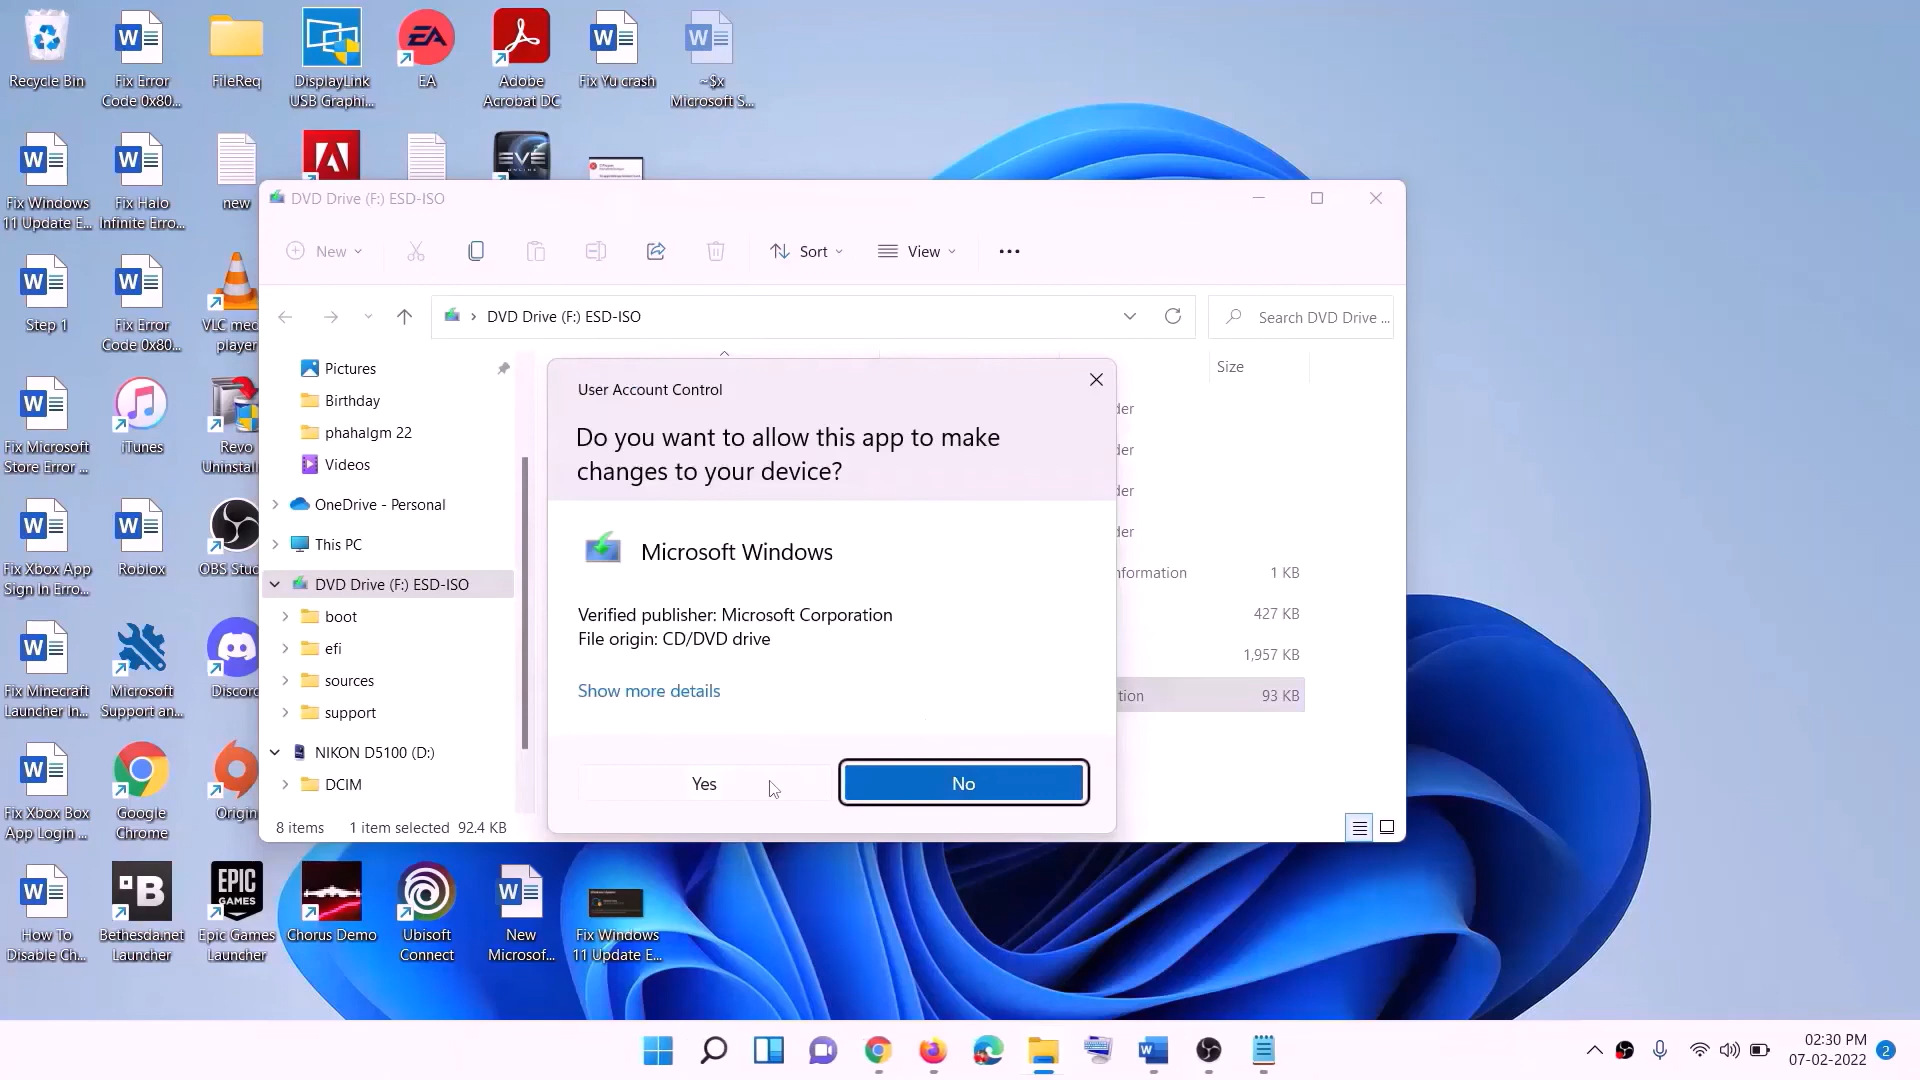 Recycle Bin
Fix Error
Code 0x80...
FileReq
DisplayLink
USB Graphi...
EA
EA
Adobe
Acrobat DC
Fix Yu crash
~$x
Microsoft S...
Fix Windows
11 Update E...
Fix Halo
Infinite Erro...
new
EVE
ONLINE
Step 1
Fix Error
Code 0x80...
VLC med
player
Fix Microsoft
Store Error ...
iTunes
Revo
Uninstall
Fix Xbox App
Sign In Erro...
Roblox
OBS Stud
Fix Minecraft
Launcher In...
Microsoft
Support an...
Discord
Fix Xbox Box
App Login ...
Google
Chrome
Origin
How To
Disable Ch...
Bethesda.net
Launcher
EPIC
GAMES
Epic Games
Launcher
Chorus Demo
Ubisoft
Connect
New
Microsof...
Fix Windows
11 Update E...
DVD Drive (F:) ESD-ISO
New
Sort
View
DVD Drive (F:) ESD-ISO
Search DVD Drive ...
Pictures
Birthday
phahalgm 22
Videos
OneDrive - Personal
This PC
DVD Drive (F:) ESD-ISO
boot
efi
sources
support
NIKON D5100 (D:)
DCIM
8 items 1 item selected 92.4 KB
Size
der
der
der
der
nformation 1 KB
427 KB
1,957 KB
tion 93 KB
User Account Control
Do you want to allow this app to make
changes to your device?
Microsoft Windows
Verified publisher: Microsoft Corporation
File origin: CD/DVD drive
Show more details
Yes
No
02:30 PM
07-02-2022
2